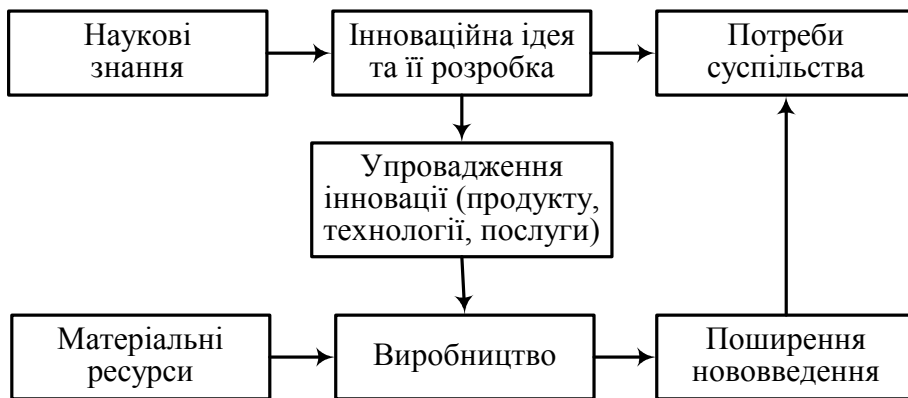 Наукові
знання
Інноваційна ідея
та її розробка
Потреби
суспільства
Упровадження
інновації (продукту,
технології, послуги)
Матеріальні
ресурси
Виробництво
Поширення
нововведення